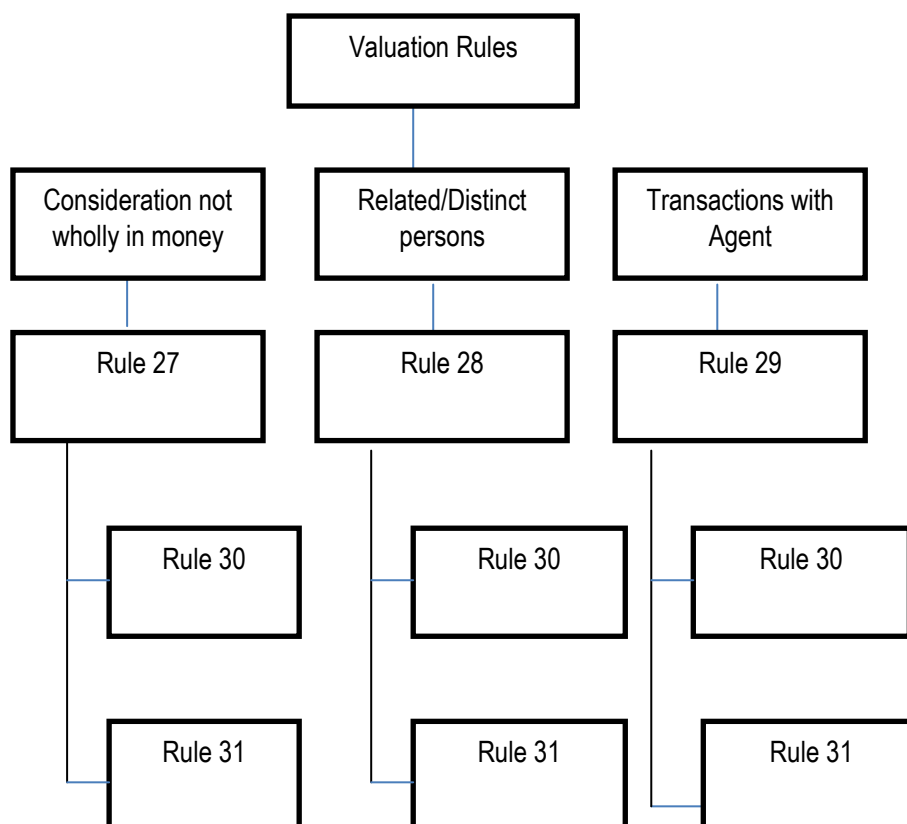 Valuation Rules
Consideration not
wholly in money
Related/Distinct
persons
Transactions with
Agent
Rule 27
Rule 28
Rule 29
Rule 30
Rule 30
Rule 30
Rule 31
Rule 31
Rule 31